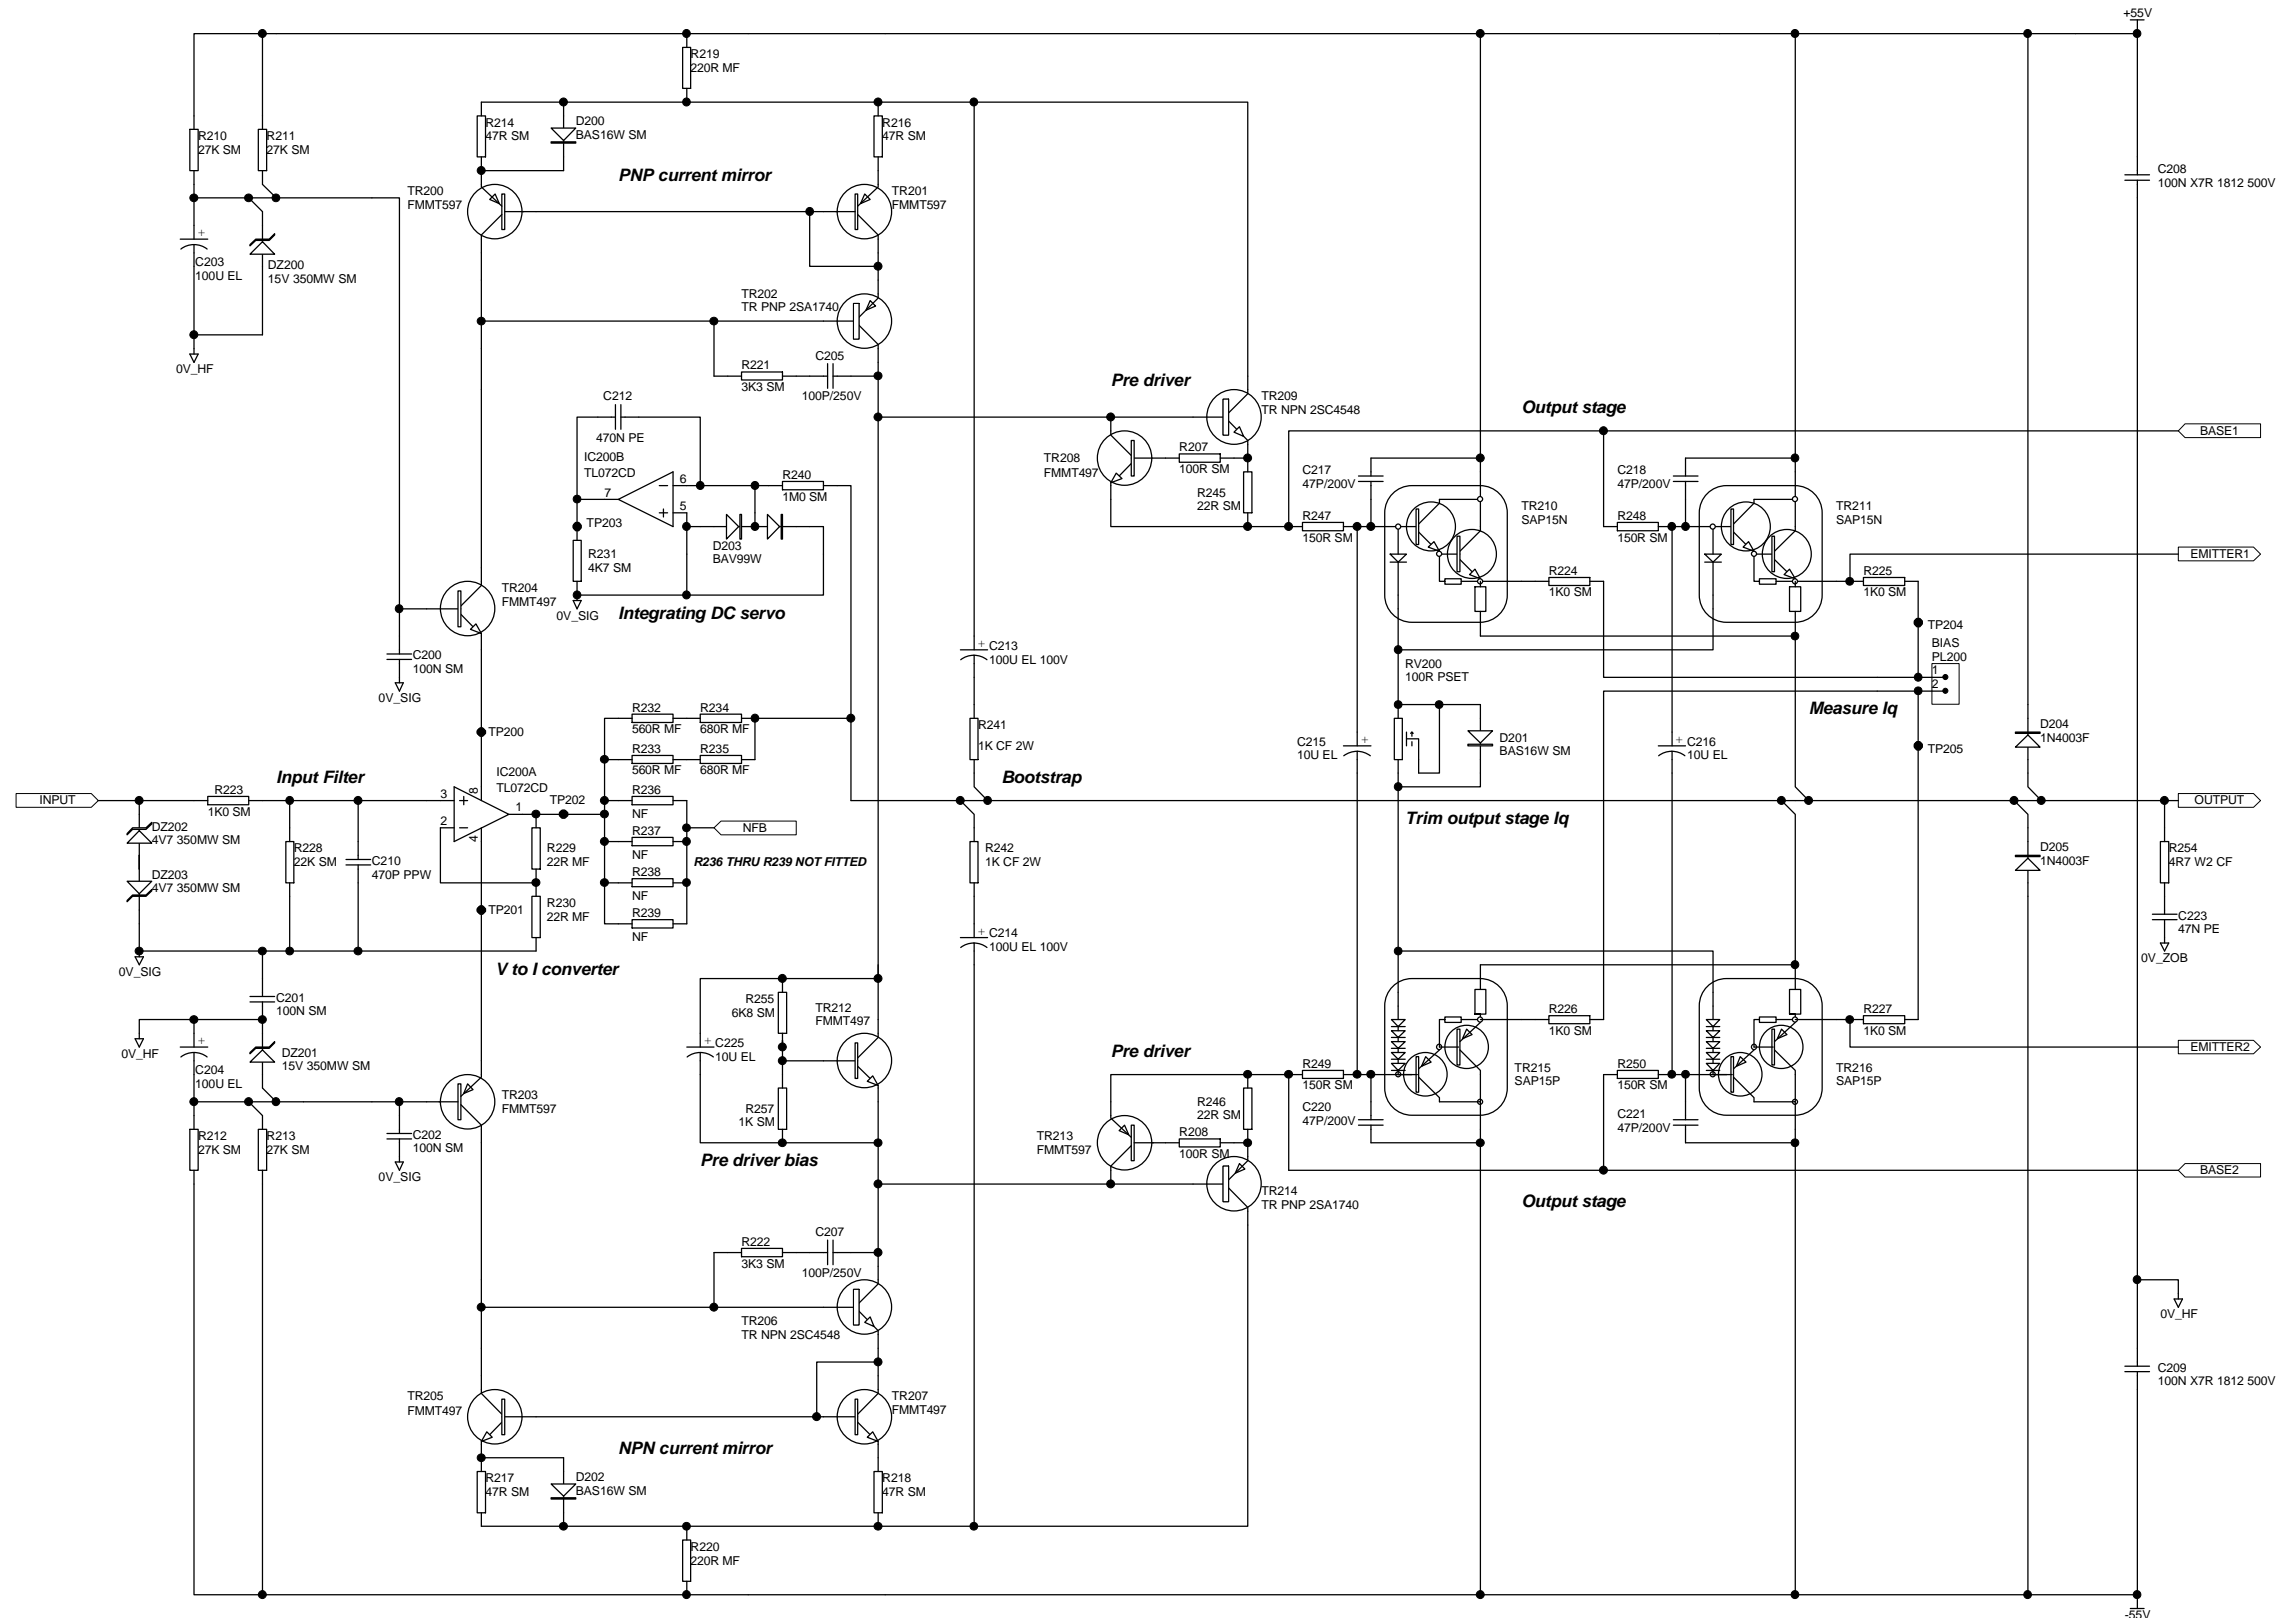 +55V
R219
220R MF
R210
27K SM
R211
27K SM
R214
47R SM
D200
BAS16W SM
R216
47R SM
C208
100N X7R 1812 500V
PNP current mirror
TR200
FMMT597
TR201
FMMT597
+
C203
100U EL
DZ200
15V 350MW SM
0V_HF
TR202
TR PNP 2SA1740
R221
3K3 SM
C205
100P/250V
C212
470N PE
IC200B
TL072CD
7
6
5
TP203
R231
4K7 SM
0V_SIG
R240
1M0 SM
D203
BAV99W
Integrating DC servo
Pre driver
TR209
TR NPN 2SC4548
TR208
FMMT497
R207
100R SM
R245
22R SM
Output stage
BASE1
C217
47P/200V
C218
47P/200V
R247
150R SM
R248
150R SM
TR210
SAP15N
TR211
SAP15N
EMITTER1
R224
1K0 SM
R225
1K0 SM
TR204
FMMT497
C200
100N SM
0V_SIG
TP200
+
C213
100U EL 100V
RV200
100R PSET
TP204
BIAS
PL200
1
2
Measure Iq
R232
560R MF
R234
680R MF
R233
560R MF
R235
680R MF
R241
1K CF 2W
C215
10U EL
+
D201
BAS16W SM
+
C216
10U EL
TP205
D204
1N4003F
Input Filter
IC200A
TL072CD
Bootstrap
INPUT
R223
1K0 SM
3
2
8
4
1
TP202
R236
NF
R237
NF
R238
NF
R239
NF
NFB
R236 THRU R239 NOT FITTED
OUTPUT
Trim output stage Iq
DZ202
4V7 350MW SM
DZ203
4V7 350MW SM
R228
22K SM
C210
470P PPW
R229
22R MF
R230
22R MF
TP201
0V_SIG
V to I converter
R242
1K CF 2W
+
C214
100U EL 100V
D205
1N4003F
R254
4R7 W2 CF
C223
47N PE
0V_ZOB
C201
100N SM
0V_HF
+
C204
100U EL
DZ201
15V 350MW SM
TR203
FMMT597
C202
100N SM
0V_SIG
R212
27K SM
R213
27K SM
R255
6K8 SM
TR212
FMMT497
+
C225
10U EL
R257
1K SM
Pre driver bias
Pre driver
R249
150R SM
R250
150R SM
R226
1K0 SM
R227
1K0 SM
TR215
SAP15P
TR216
SAP15P
EMITTER2
R246
22R SM
C220
47P/200V
C221
47P/200V
TR213
FMMT597
R208
100R SM
TR214
TR PNP 2SA1740
BASE2
Output stage
R222
3K3 SM
C207
100P/250V
TR206
TR NPN 2SC4548
0V_HF
TR205
FMMT497
TR207
FMMT497
C209
100N X7R 1812 500V
NPN current mirror
R217
47R SM
D202
BAS16W SM
R218
47R SM
R220
220R MF
-55V